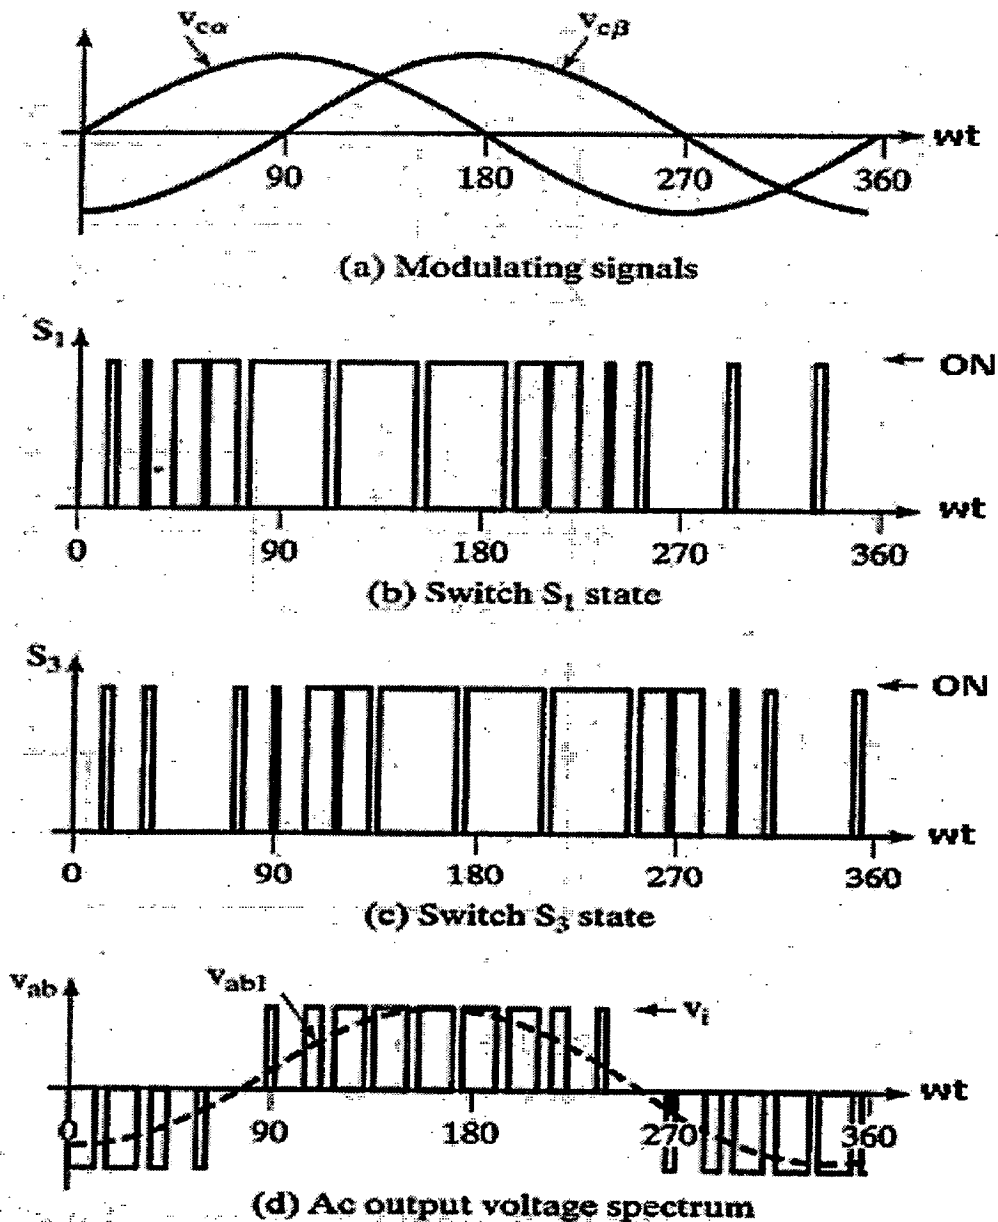 v_cα
v_cβ
wt
90 180 270 360
(a) Modulating signals
S₁
ON
wt
0 90 180 270 360
(b) Switch S₁ state
S₃
ON
wt
0 90 180 270 360
(c) Switch S₃ state
v_ab
v_ab1
v_i
wt
0 90 180 270 360
(d) Ac output voltage spectrum